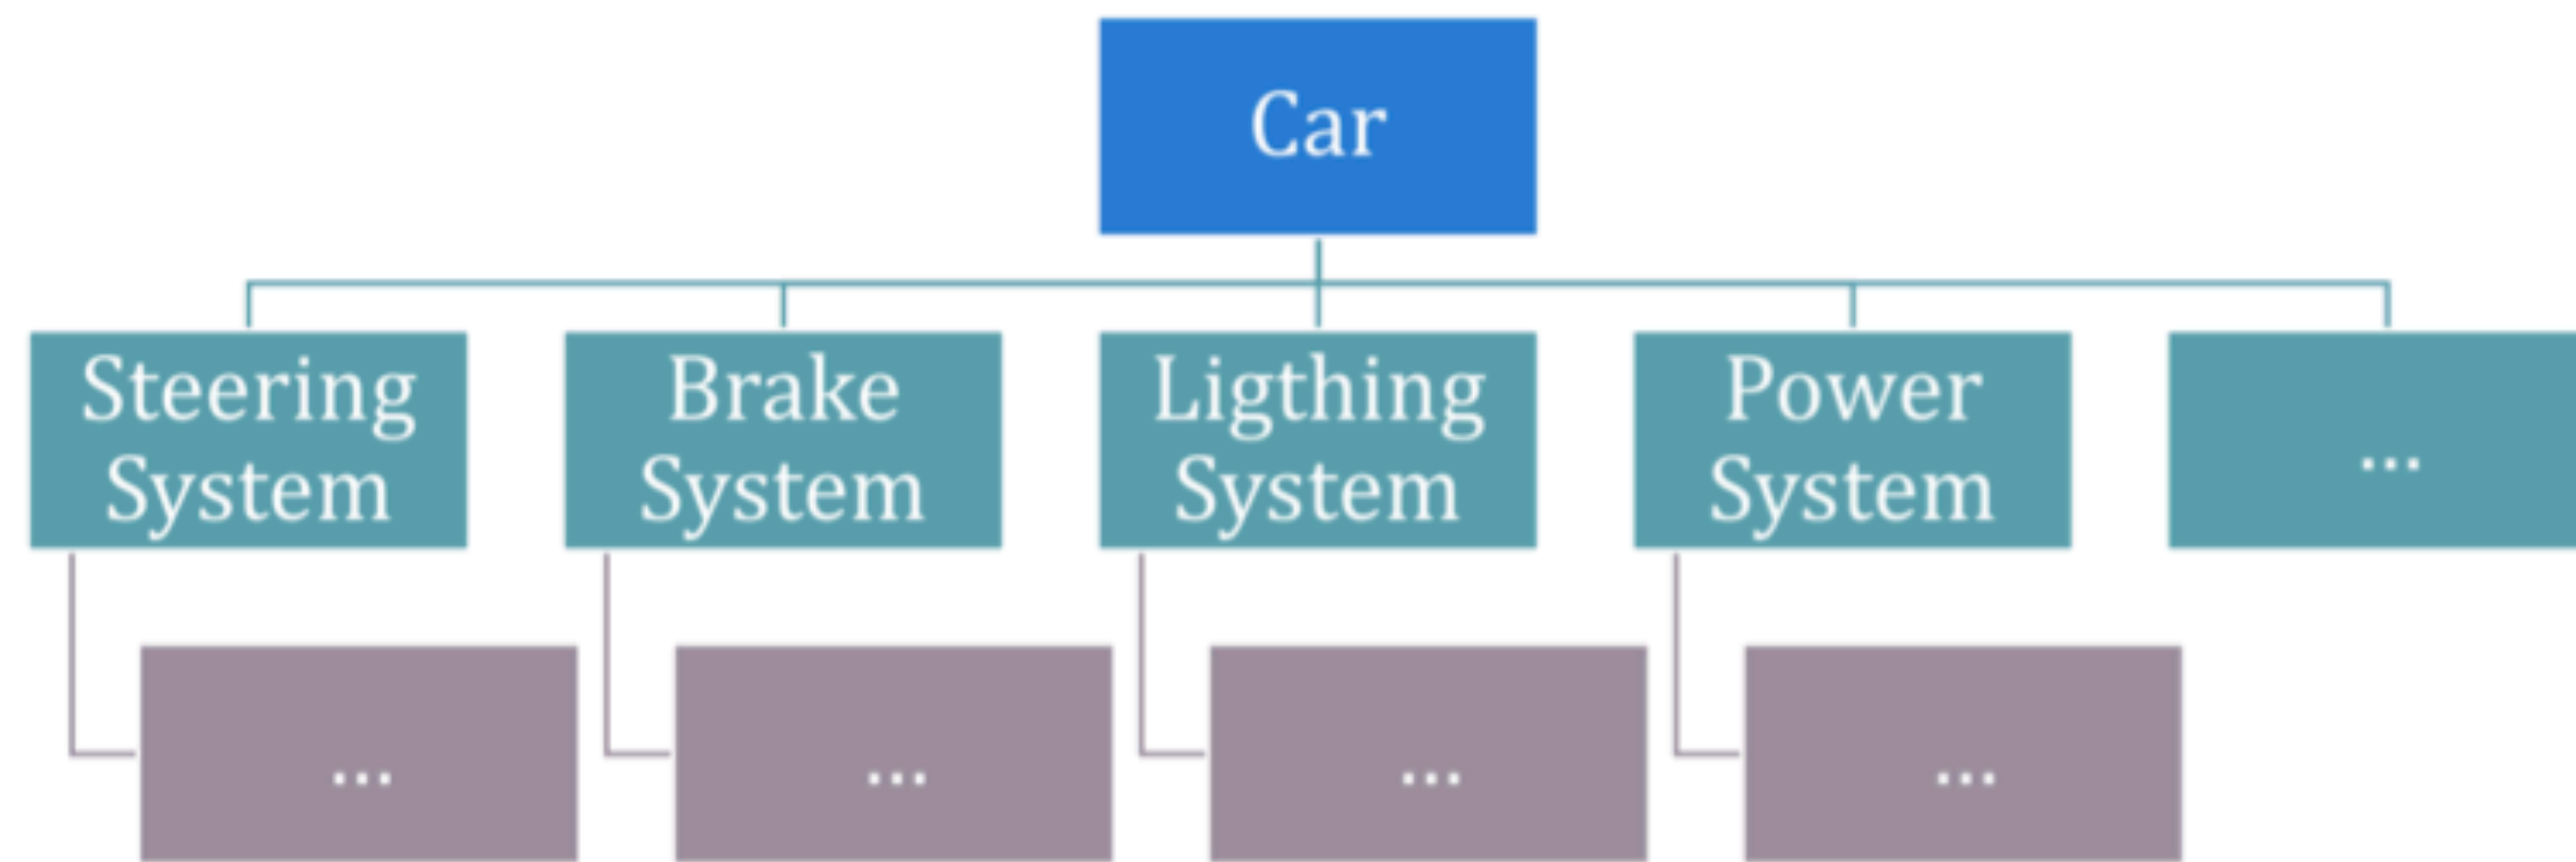 Car
Steering
System
Brake
System
Ligthing
System
Power
System
...
...
...
...
...